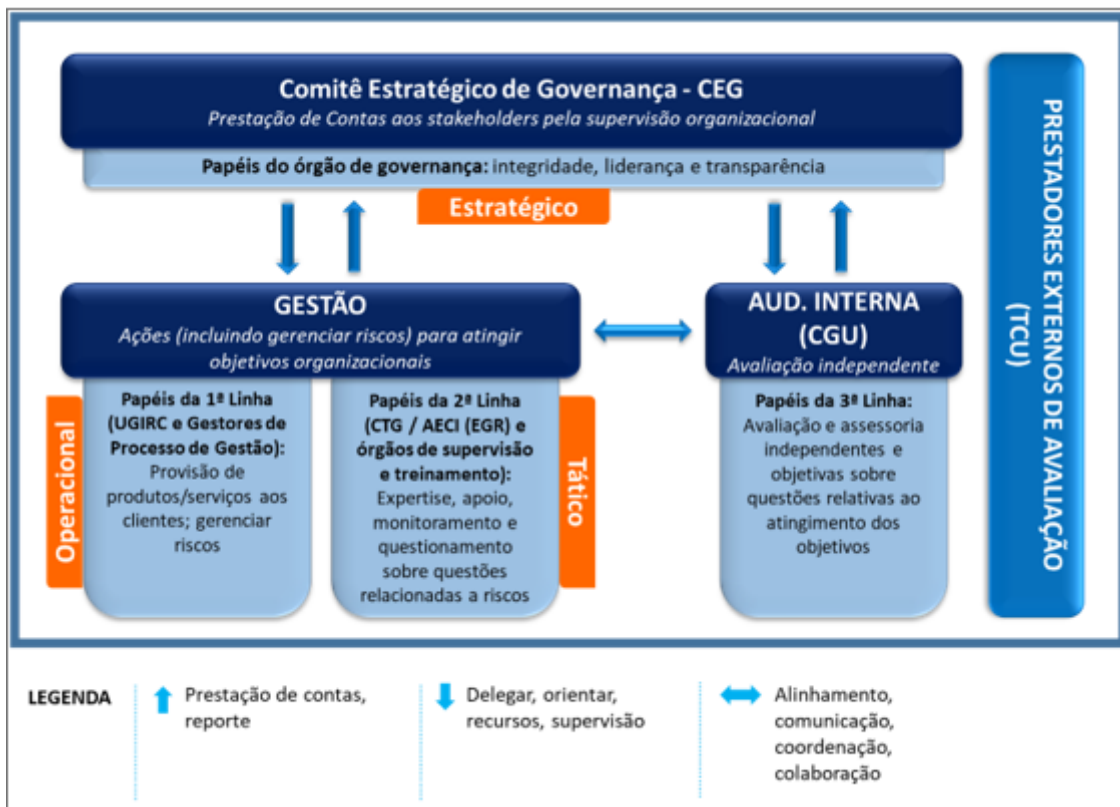 Comitê Estratégico de Governança - CEG
Prestação de Contas aos stakeholders pela supervisão organizacional
Papéis do órgão de governança: integridade, liderança e transparência
Estratégico
GESTÃO
Ações (incluindo gerenciar riscos) para atingir
objetivos organizacionais
AUD. INTERNA
(CGU)
Avaliação independente
Operacional
Papéis da 1ª Linha
(UGIRC e Gestores de
Processo de Gestão):
Provisão de
produtos/serviços aos
clientes; gerenciar
riscos
Papéis da 2ª Linha
(CTG / AECI (EGR) e
órgãos de supervisão
e treinamento):
Expertise, apoio,
monitoramento e
questionamento
sobre questões
relacionadas a riscos
Tático
Papéis da 3ª Linha:
Avaliação e assessoria
independentes e
objetivas sobre
questões relativas ao
atingimento dos
objetivos
PRESTADORES EXTERNOS DE AVALIAÇÃO
(TCU)
LEGENDA
Prestação de contas,
reporte
Delegar, orientar,
recursos, supervisão
Alinhamento,
comunicação,
coordenação,
colaboração